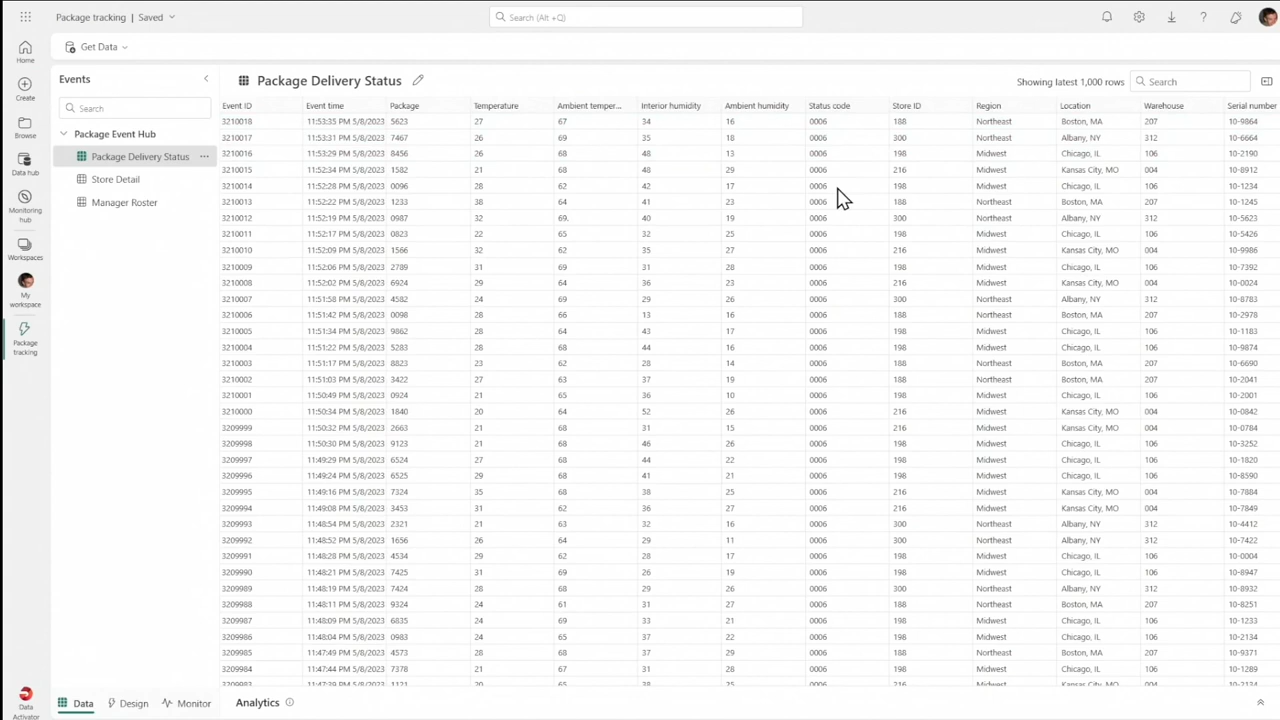 Package tracking | Saved
Search (Alt +Q)
Home
Create
Browse
Data hub
Monitoring hub
Workspaces
My workspace
Package tracking
Data Activator
Get Data
Events
Search
Package Event Hub
Package Delivery Status ...
Store Detail
Manager Roster
Package Delivery Status
Showing latest 1,000 rows
Search
Event ID Event time Package Temperature Ambient temper... Interior humidity Ambient humidity Status code Store ID Region Location Warehouse Serial number
3210018 11:53:35 PM 5/8/2023 5623 27 67 34 16 0006 188 Northeast Boston, MA 207 10-9864
3210017 11:53:31 PM 5/8/2023 7467 26 69 35 18 0006 300 Northeast Albany, NY 312 10-6664
3210016 11:53:29 PM 5/8/2023 8456 26 68 48 13 0006 198 Midwest Chicago, IL 106 10-2190
3210015 11:52:34 PM 5/8/2023 1582 21 68 48 29 0006 216 Midwest Kansas City, MO 004 10-8912
3210014 11:52:28 PM 5/8/2023 0096 28 62 42 17 0006 198 Midwest Chicago, IL 106 10-1234
3210013 11:52:22 PM 5/8/2023 1233 38 64 41 23 0006 188 Northeast Boston, MA 207 10-1245
3210012 11:52:19 PM 5/8/2023 0987 32 69. 40 19 0006 300 Northeast Albany, NY 312 10-5623
3210011 11:52:17 PM 5/8/2023 0823 22 65 32 25 0006 198 Midwest Chicago, IL 106 10-5426
3210010 11:52:09 PM 5/8/2023 1566 32 62 35 27 0006 216 Midwest Kansas City, MO 004 10-9986
3210009 11:52:06 PM 5/8/2023 2789 31 69 31 28 0006 198 Midwest Chicago, IL 106 10-7392
3210008 11:52:02 PM 5/8/2023 6924 29 64 36 23 0006 216 Midwest Kansas City, MO 004 10-0024
3210007 11:51:58 PM 5/8/2023 4582 24 69 29 26 0006 300 Northeast Albany, NY 312 10-8783
3210006 11:51:42 PM 5/8/2023 0098 28 66 13 16 0006 188 Northeast Boston, MA 207 10-2978
3210005 11:51:34 PM 5/8/2023 9862 28 64 43 17 0006 198 Midwest Chicago, IL 106 10-1183
3210004 11:51:22 PM 5/8/2023 5283 28 68 44 16 0006 198 Midwest Chicago, IL 106 10-9874
3210003 11:51:17 PM 5/8/2023 8823 23 62 28 14 0006 188 Northeast Boston, MA 207 10-6690
3210002 11:51:03 PM 5/8/2023 3422 27 63 37 19 0006 188 Northeast Boston, MA 207 10-2041
3210001 11:50:49 PM 5/8/2023 0924 21 65 36 10 0006 198 Midwest Chicago, IL 106 10-2001
3210000 11:50:34 PM 5/8/2023 1840 20 64 52 26 0006 216 Midwest Kansas City, MO 004 10-0842
3209999 11:50:32 PM 5/8/2023 2663 21 68 31 15 0006 216 Midwest Kansas City, MO 004 10-0784
3209998 11:50:30 PM 5/8/2023 9123 21 68 46 26 0006 198 Midwest Chicago, IL 106 10-3252
3209997 11:49:29 PM 5/8/2023 6524 27 68 44 22 0006 198 Midwest Chicago, IL 106 10-1820
3209996 11:49:24 PM 5/8/2023 6525 29 68 41 21 0006 198 Midwest Chicago, IL 106 10-8590
3209995 11:49:16 PM 5/8/2023 7324 35 68 38 25 0006 216 Midwest Kansas City, MO 004 10-7884
3209994 11:49:08 PM 5/8/2023 3453 31 62 36 27 0006 216 Midwest Kansas City, MO 004 10-7849
3209993 11:48:54 PM 5/8/2023 2321 21 63 32 16 0006 300 Northeast Albany, NY 312 10-4412
3209992 11:48:52 PM 5/8/2023 1656 26 64 29 11 0006 300 Northeast Albany, NY 312 10-7422
3209991 11:48:28 PM 5/8/2023 4534 29 62 28 17 0006 198 Midwest Chicago, IL 106 10-0004
3209990 11:48:21 PM 5/8/2023 7425 31 69 26 19 0006 198 Midwest Chicago, IL 106 10-8947
3209989 11:48:19 PM 5/8/2023 7424 28 68 29 26 0006 300 Northeast Albany, NY 312 10-8932
3209988 11:48:11 PM 5/8/2023 9324 24 61 31 27 0006 188 Northeast Boston, MA 207 10-8251
3209987 11:48:09 PM 5/8/2023 6835 24 69 33 21 0006 198 Midwest Chicago, IL 106 10-1233
3209986 11:48:04 PM 5/8/2023 0983 24 65 37 22 0006 198 Midwest Chicago, IL 106 10-2134
3209985 11:47:49 PM 5/8/2023 4573 28 68 37 29 0006 188 Northeast Boston, MA 207 10-9371
3209984 11:47:44 PM 5/8/2023 7378 21 67 31 28 0006 198 Midwest Chicago, IL 106 10-1289
3209983 11:47:39 PM 5/8/2023 1121 20 65 38 25 0006 198 Midwest Chicago, IL 106 10-2134
Data Design Monitor
Analytics